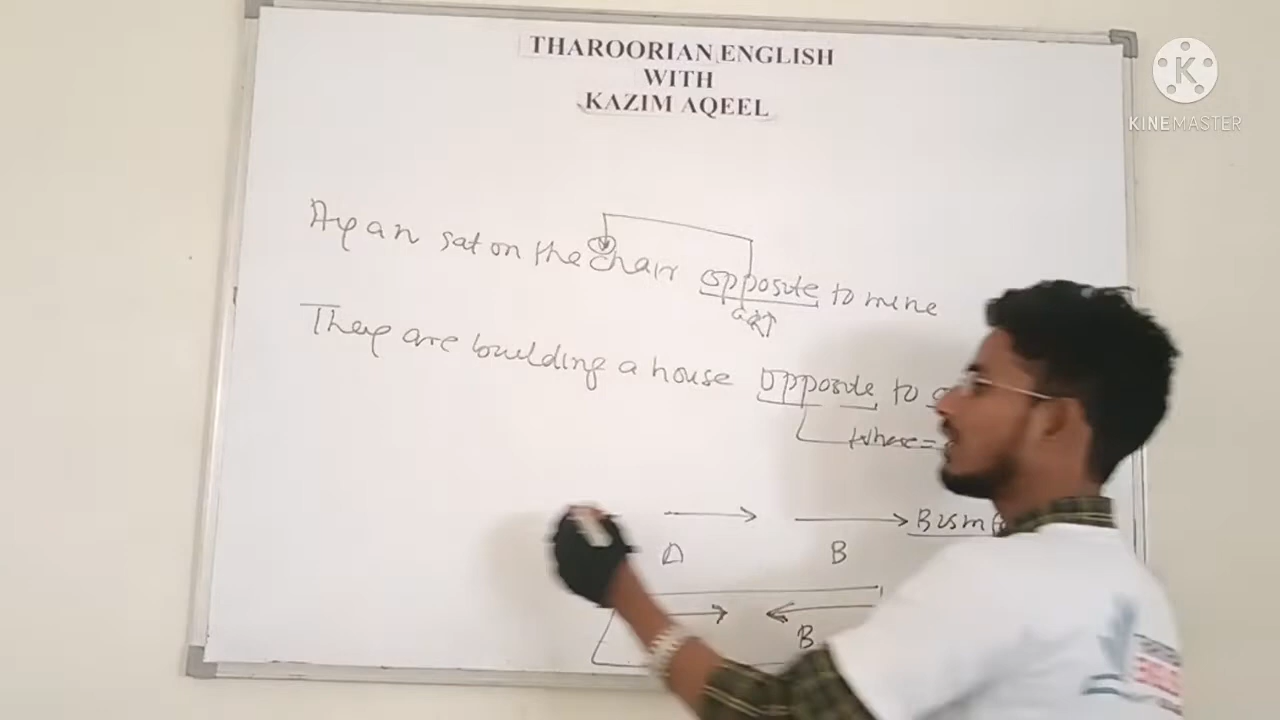 THAROORIAN ENGLISH
WITH
KAZIM AQEEL
KINEMASTER
Ayan sat on the chair opposite to mine
They are building a house opposite to
Where =
A B
B